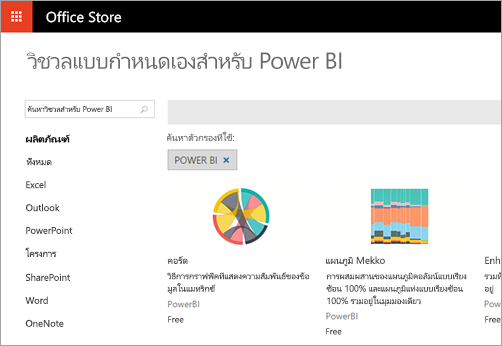 Office Store
วิชวลแบบกำหนดเองสำหรับ Power BI
ค้นหาวิชวลสำหรับ Power BI
ผลิตภัณฑ์
ทั้งหมด
Excel
Outlook
PowerPoint
โครงการ
SharePoint
Word
OneNote
ค้นหาตัวกรองที่ใช้:
POWER BI ×
คอร์ด
วิธีการกราฟฟิคที่แสดงความสัมพันธ์ของข้อ
มูลในแมทริกซ์
PowerBI
Free
แผนภูมิ Mekko
การผสมผสานของแผนภูมิคอลัมน์แบบเรียง
ซ้อน 100% และแผนภูมิแท่งแบบเรียงซ้อน
100% รวมอยู่ในมุมมองเดียว
PowerBI
Free
Enh
รวมทั้
อยู่
PowerBI
Free